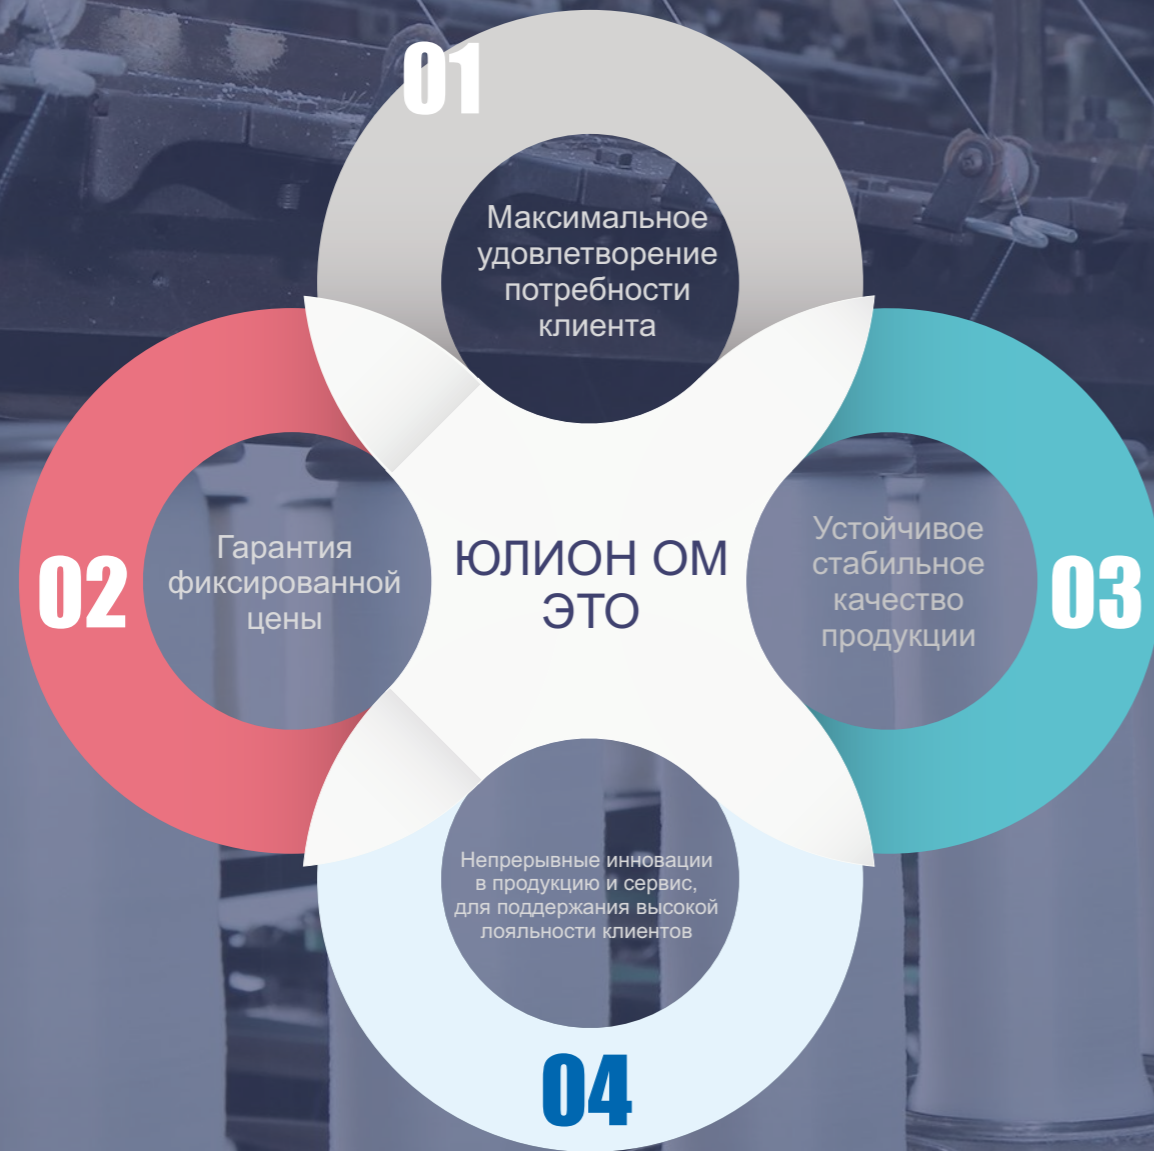 01
Максимальное
удовлетворение
потребности
клиента
02
Гарантия
фиксированной
цены
ЮЛИОН ОМ
ЭТО
Устойчивое
стабильное
качество
продукции
03
Непрерывные инновации
в продукцию и сервис,
для поддержания высокой
лояльности клиентов
04